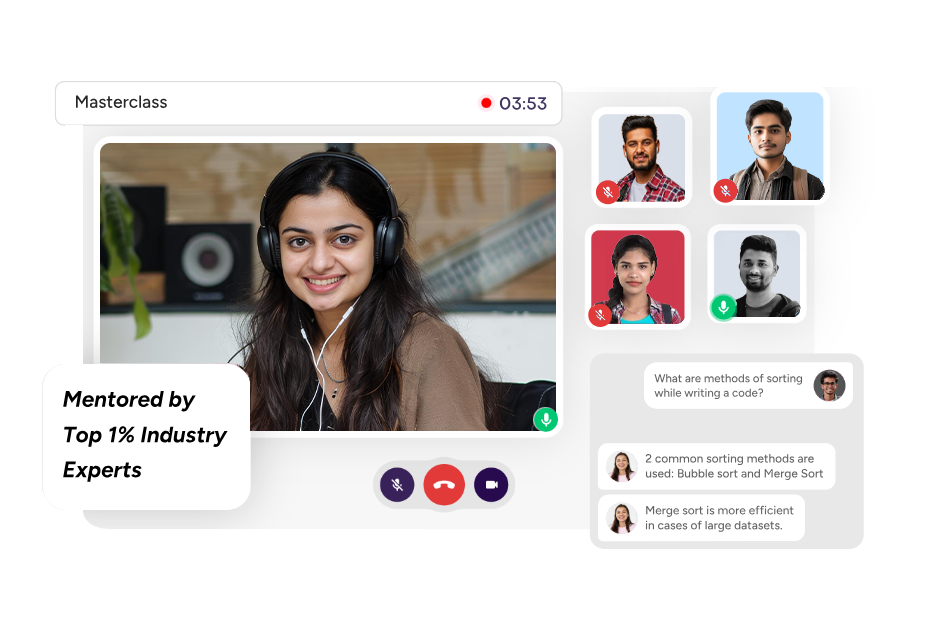 Masterclass
03:53
Mentored by
Top 1% Industry
Experts
What are methods of sorting
while writing a code?
2 common sorting methods are
used: Bubble sort and Merge Sort
Merge sort is more efficient
in cases of large datasets.